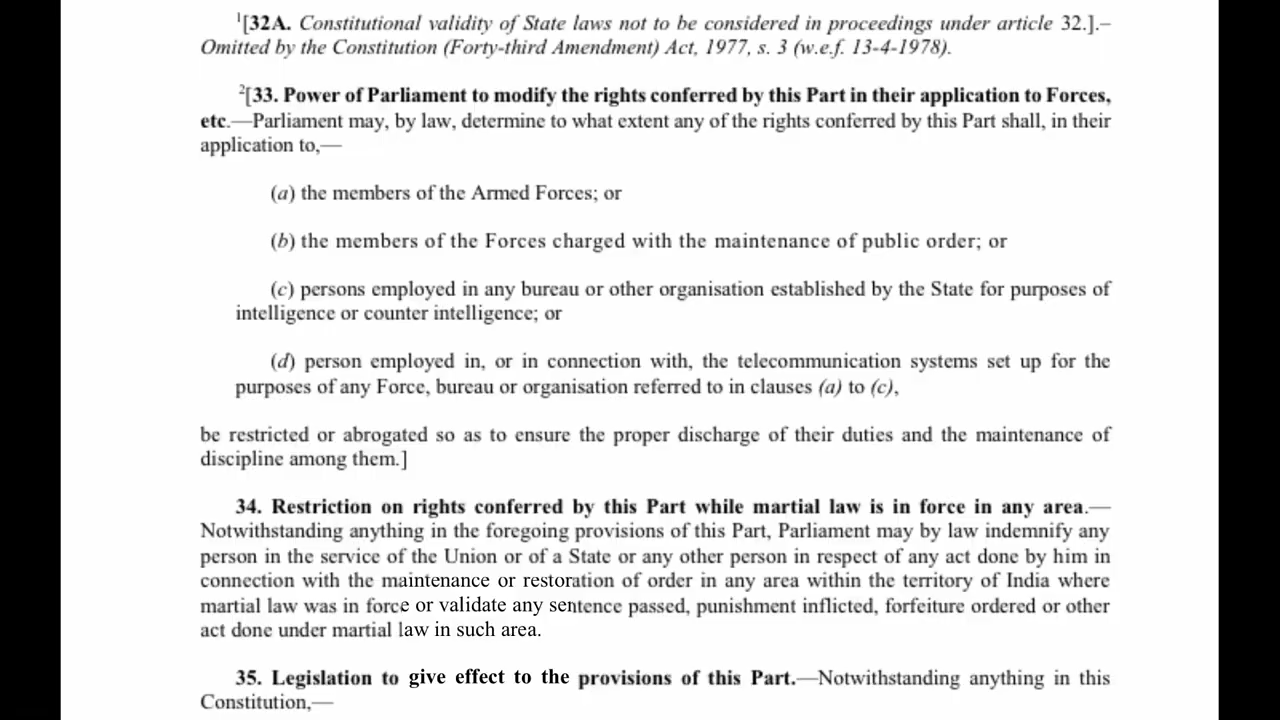 ¹[32A. Constitutional validity of State laws not to be considered in proceedings under article 32.].–
Omitted by the Constitution (Forty-third Amendment) Act, 1977, s. 3 (w.e.f. 13-4-1978).
²[33. Power of Parliament to modify the rights conferred by this Part in their application to Forces,
etc.—Parliament may, by law, determine to what extent any of the rights conferred by this Part shall, in their
application to,—
(a) the members of the Armed Forces; or
(b) the members of the Forces charged with the maintenance of public order; or
(c) persons employed in any bureau or other organisation established by the State for purposes of
intelligence or counter intelligence; or
(d) person employed in, or in connection with, the telecommunication systems set up for the
purposes of any Force, bureau or organisation referred to in clauses (a) to (c),
be restricted or abrogated so as to ensure the proper discharge of their duties and the maintenance of
discipline among them.]
34. Restriction on rights conferred by this Part while martial law is in force in any area.—
Notwithstanding anything in the foregoing provisions of this Part, Parliament may by law indemnify any
person in the service of the Union or of a State or any other person in respect of any act done by him in
connection with the maintenance or restoration of order in any area within the territory of India where
martial law was in force or validate any sentence passed, punishment inflicted, forfeiture ordered or other
act done under martial law in such area.
35. Legislation to give effect to the provisions of this Part.—Notwithstanding anything in this
Constitution,—